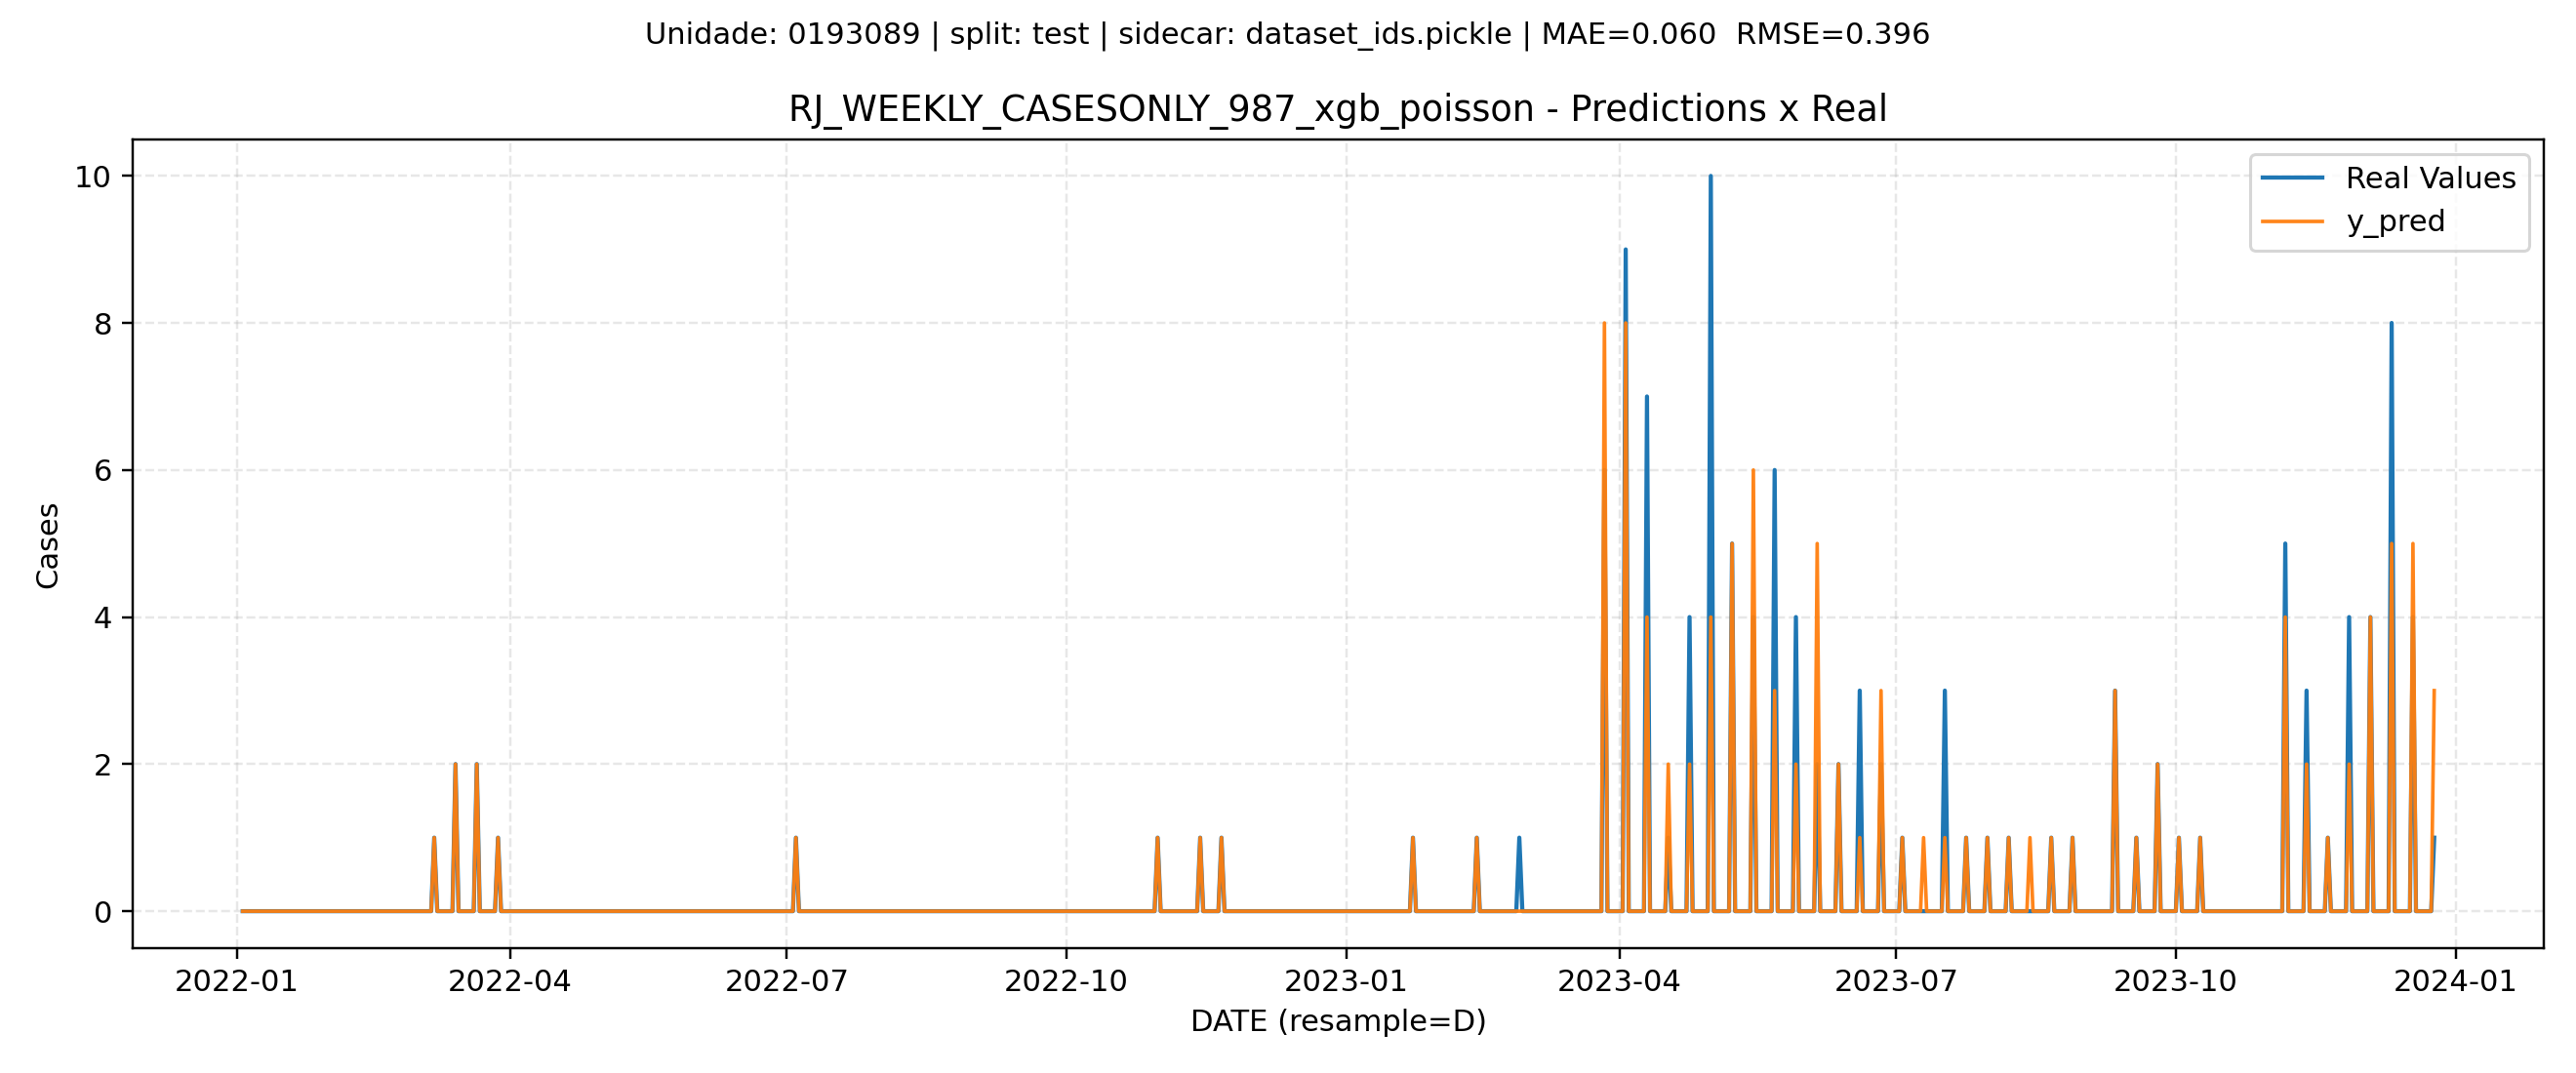 Unidade: 0193089 | split: test | sidecar: dataset_ids.pickle | MAE=0.060  RMSE=0.396
RJ_WEEKLY_CASESONLY_987_xgb_poisson - Predictions x Real
Real Values
y_pred
Cases
10
8
6
4
2
0
2022-01
2022-04
2022-07
2022-10
2023-01
2023-04
2023-07
2023-10
2024-01
DATE (resample=D)